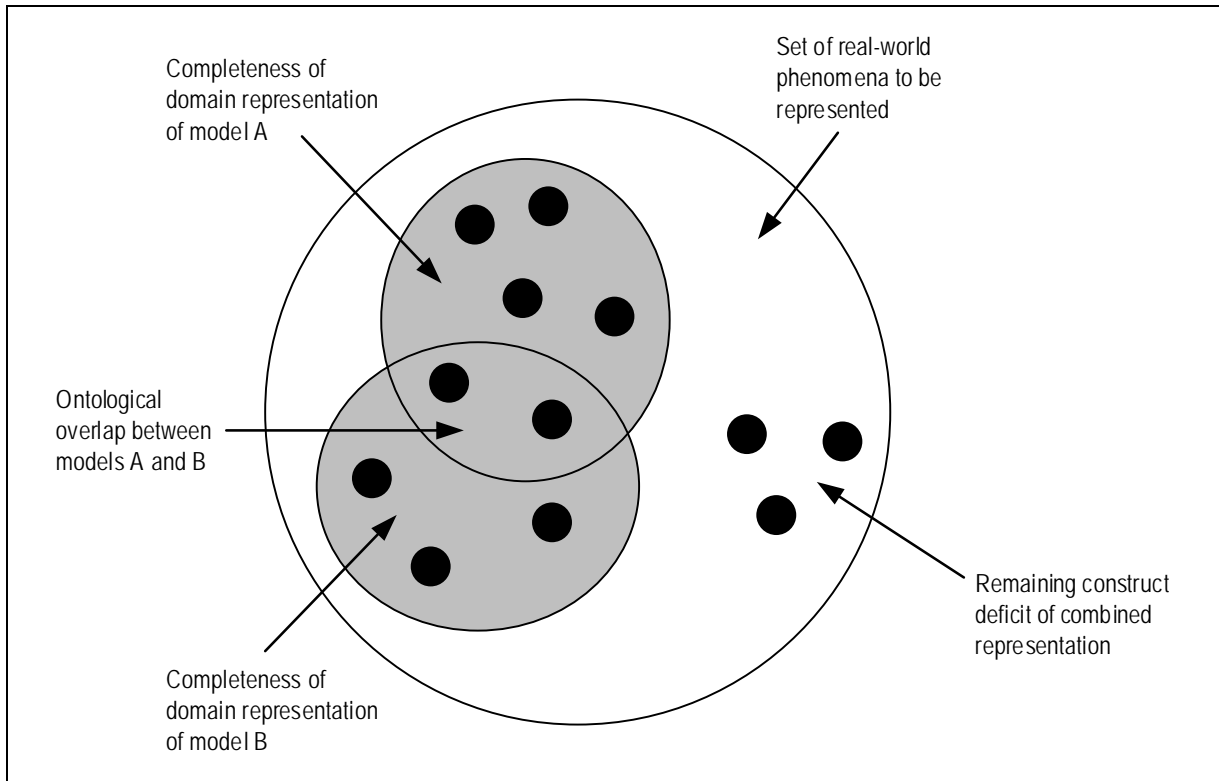 Set of real-world
phenomena to be
represented
Completeness of
domain representation
of model A
Ontological
overlap between
models A and B
Remaining construct
deficit of combined
representation
Completeness of
domain representation
of model B